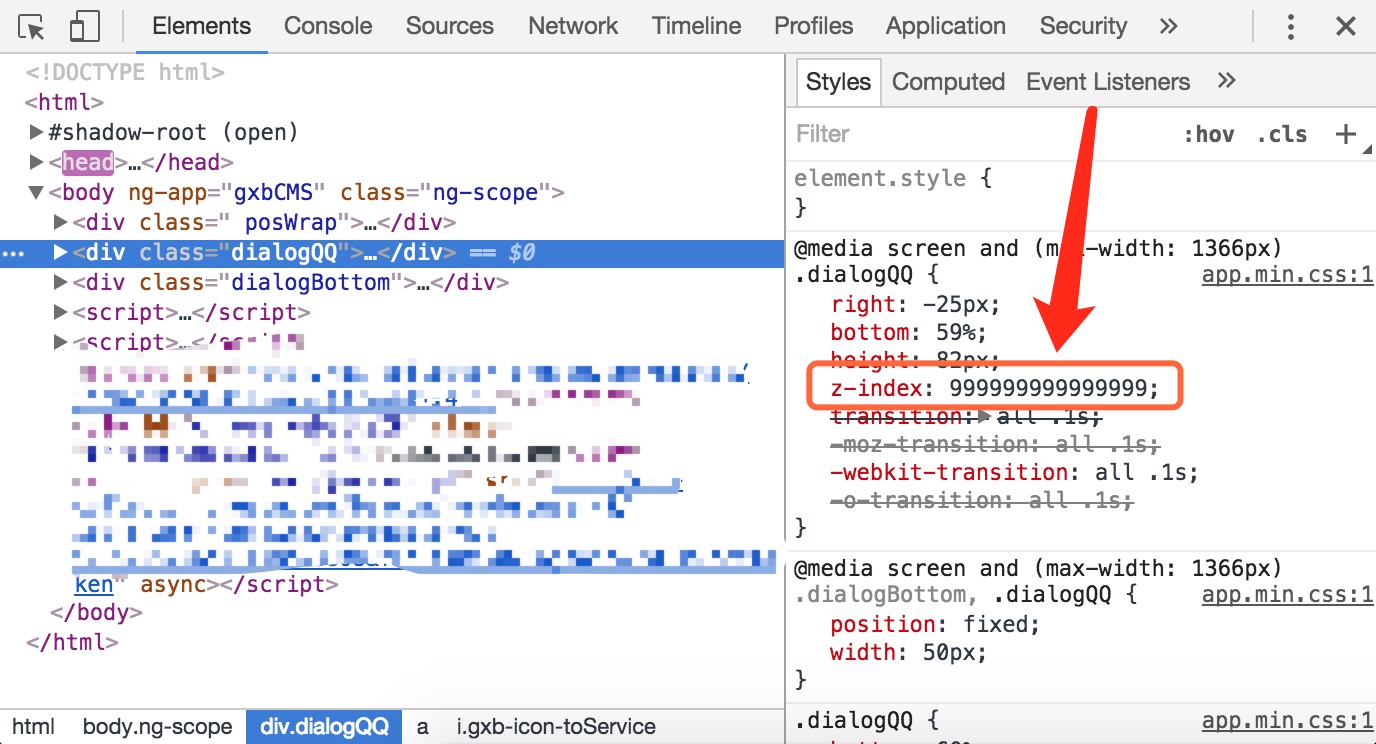 Elements Console Sources Network Timeline Profiles Application Security »
<!DOCTYPE html>
<html>
▶#shadow-root (open)
▶<head>…</head>
▼<body ng-app="gxbCMS" class="ng-scope">
▶<div class=" posWrap">…</div>
▶<div class="dialogQQ">…</div> == $0
▶<div class="dialogBottom">…</div>
▶<script>…</script>
▶<script>…
ken" async></script>
</body>
</html>
html body.ng-scope div.dialogQQ a i.gxb-icon-toService
Styles Computed Event Listeners »
Filter :hov .cls +
element.style {
}
@media screen and (max-width: 1366px)
.dialogQQ { app.min.css:1
right: -25px;
bottom: 59%;
height: 82px;
z-index: 999999999999999;
transition:▶all .1s;
-moz-transition: all .1s;
-webkit-transition: all .1s;
-o-transition: all .1s;
}
@media screen and (max-width: 1366px)
.dialogBottom, .dialogQQ { app.min.css:1
position: fixed;
width: 50px;
}
.dialogQQ { app.min.css:1